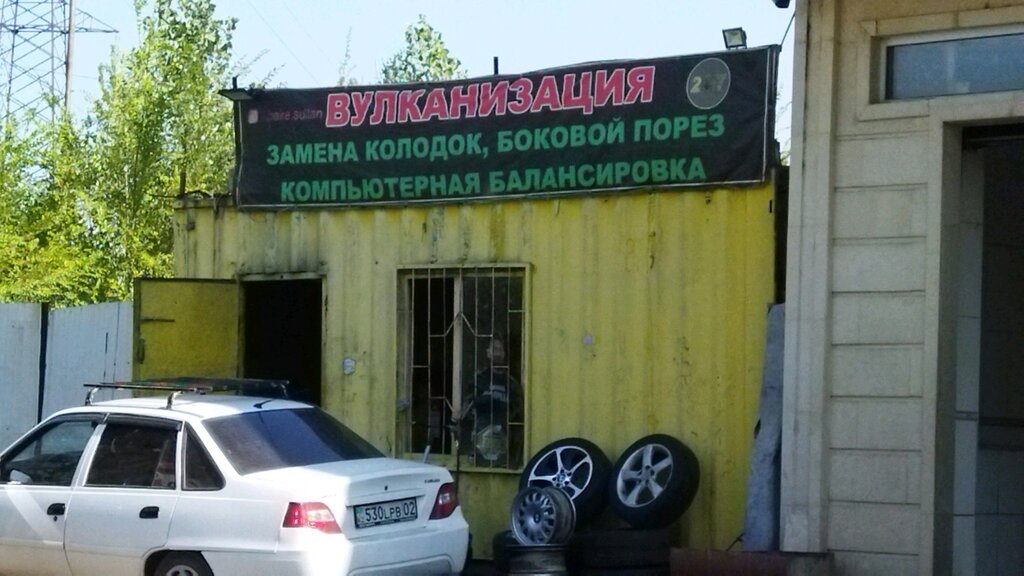 ВУЛКАНИЗАЦИЯ
ЗАМЕНА КОЛОДОК, БОКОВОЙ ПОРЕЗ
КОМПЬЮТЕРНАЯ БАЛАНСИРОВКА
530LPB 02